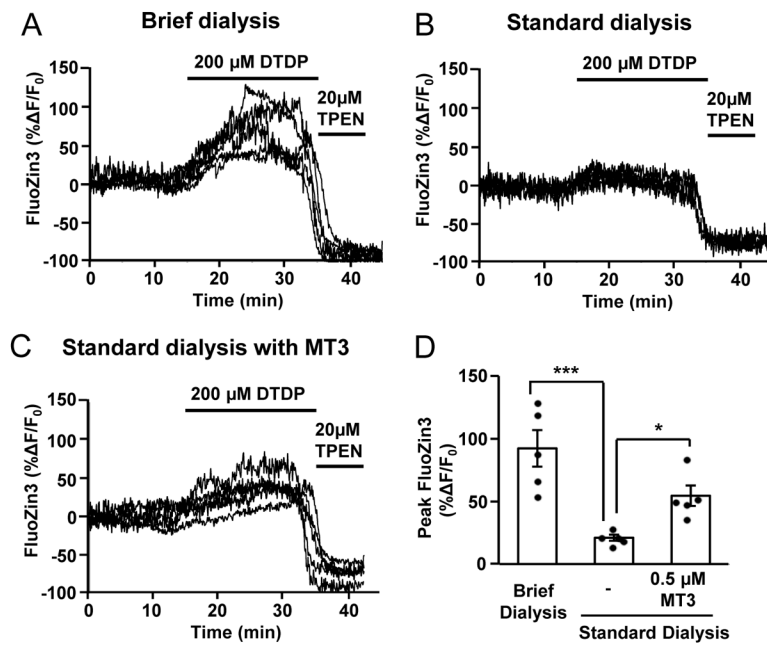 A Brief dialysis
200 µM DTDP
20µM
TPEN
FluoZin3 (%ΔF/F0)
150
100
50
0
-50
-100
0 10 20 30 40
Time (min)
B Standard dialysis
200 µM DTDP
20µM
TPEN
FluoZin3 (%ΔF/F0)
150
100
50
0
-50
-100
0 10 20 30 40
Time (min)
C Standard dialysis with MT3
200 µM DTDP
20µM
TPEN
FluoZin3 (%ΔF/F0)
150
100
50
0
-50
-100
0 10 20 30 40
Time (min)
D
***
*
Peak FluoZin3
(%ΔF/F0)
150
100
50
0
Brief
Dialysis
-
0.5 µM
MT3
Standard Dialysis